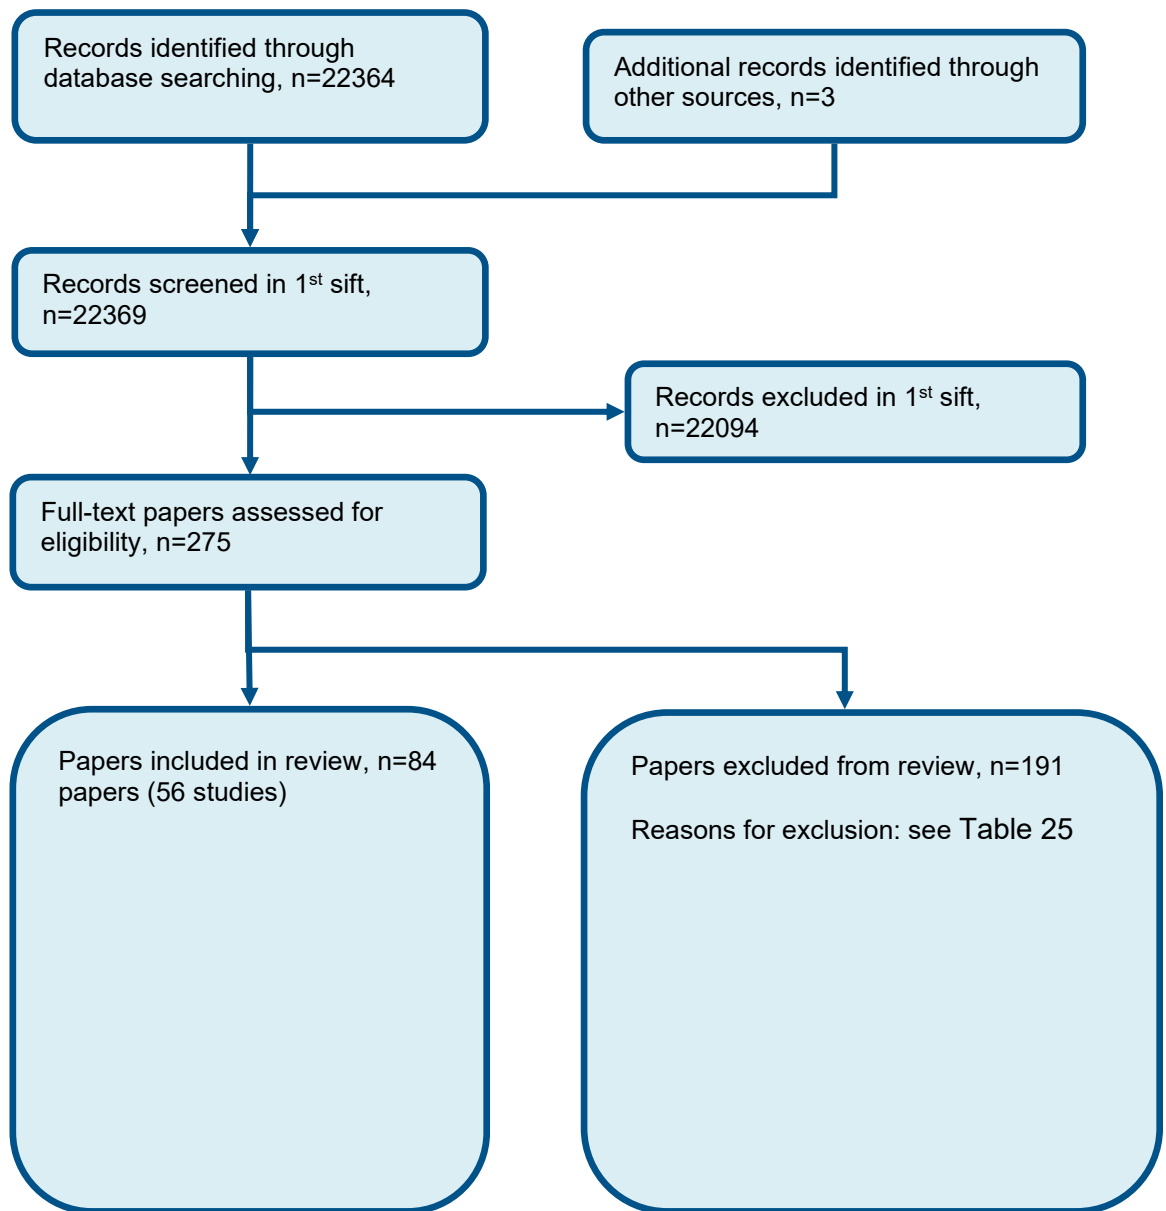 Records identified through
database searching, n=22364
Additional records identified through
other sources, n=3
Records screened in 1st sift,
n=22369
Records excluded in 1st sift,
n=22094
Full-text papers assessed for
eligibility, n=275
Papers included in review, n=84
papers (56 studies)
Papers excluded from review, n=191
Reasons for exclusion: see Table 25